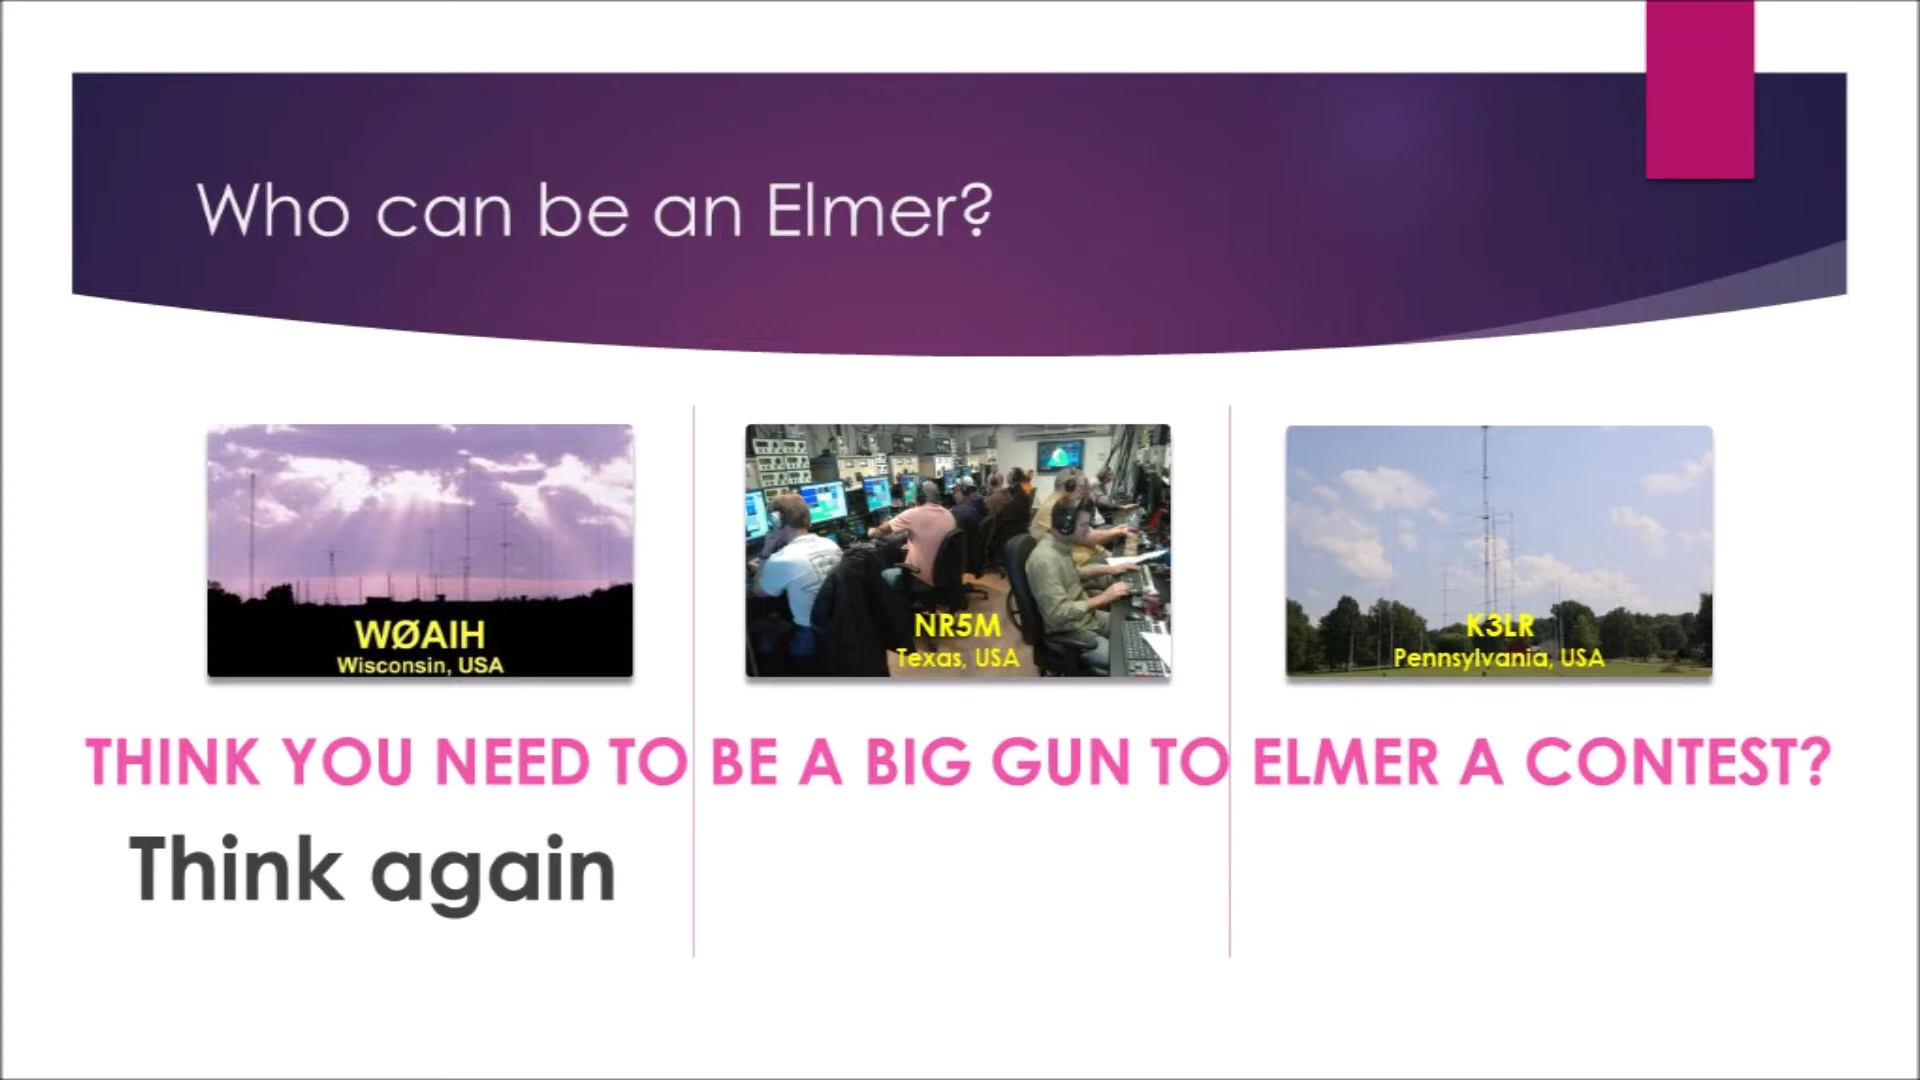 Who can be an Elmer?
WØAIH
Wisconsin, USA
NR5M
Texas, USA
K3LR
Pennsylvania, USA
THINK YOU NEED TO BE A BIG GUN TO ELMER A CONTEST?
Think again